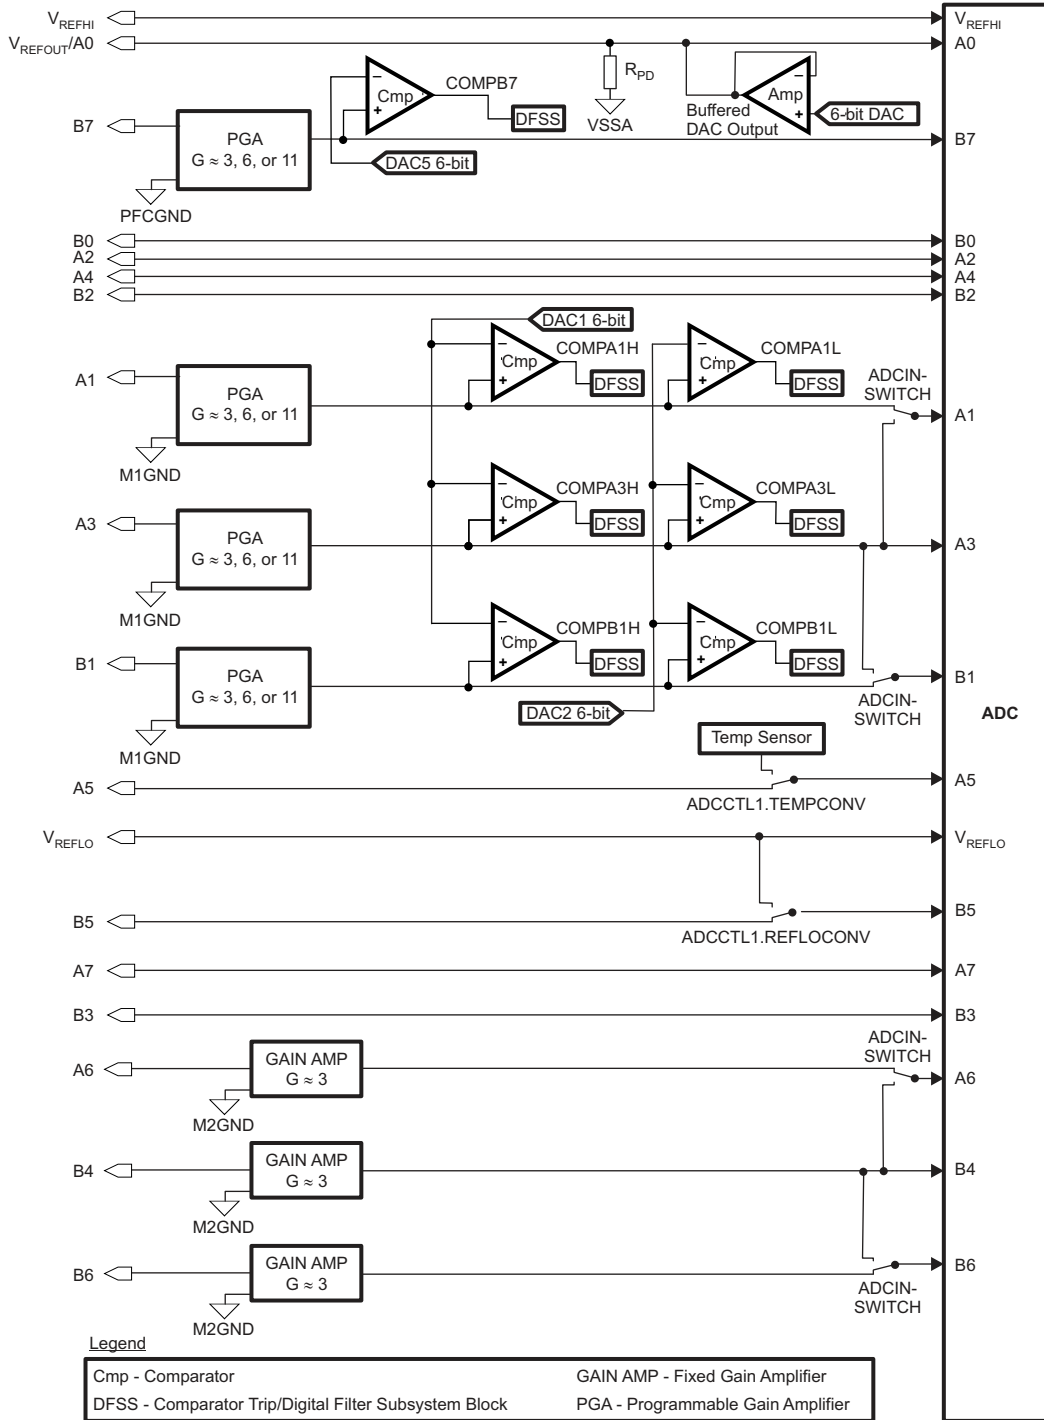 VREFHI
VREFHI
VREFOUT/A0
A0
COMPB7
Cmp
DFSS
RPD
VSSA
Amp
Buffered
DAC Output
6-bit DAC
B7
PGA
G ≈ 3, 6, or 11
DAC5 6-bit
B7
PFCGND
B0
B0
A2
A2
A4
A4
B2
B2
DAC1 6-bit
COMPA1H
Cmp
DFSS
COMPA1L
Cmp
DFSS
ADCIN-
SWITCH
A1
PGA
G ≈ 3, 6, or 11
A1
M1GND
COMPA3H
Cmp
DFSS
COMPA3L
Cmp
DFSS
A3
PGA
G ≈ 3, 6, or 11
A3
M1GND
COMPB1H
Cmp
DFSS
COMPB1L
Cmp
DFSS
B1
PGA
G ≈ 3, 6, or 11
B1
ADCIN-
SWITCH
DAC2 6-bit
ADC
M1GND
Temp Sensor
A5
A5
ADCCTL1.TEMPCONV
VREFLO
VREFLO
B5
B5
ADCCTL1.REFLOCONV
A7
A7
B3
B3
ADCIN-
SWITCH
A6
GAIN AMP
G ≈ 3
A6
M2GND
B4
GAIN AMP
G ≈ 3
B4
M2GND
B6
GAIN AMP
G ≈ 3
B6
ADCIN-
SWITCH
M2GND
Legend
Cmp - Comparator
GAIN AMP - Fixed Gain Amplifier
DFSS - Comparator Trip/Digital Filter Subsystem Block
PGA - Programmable Gain Amplifier